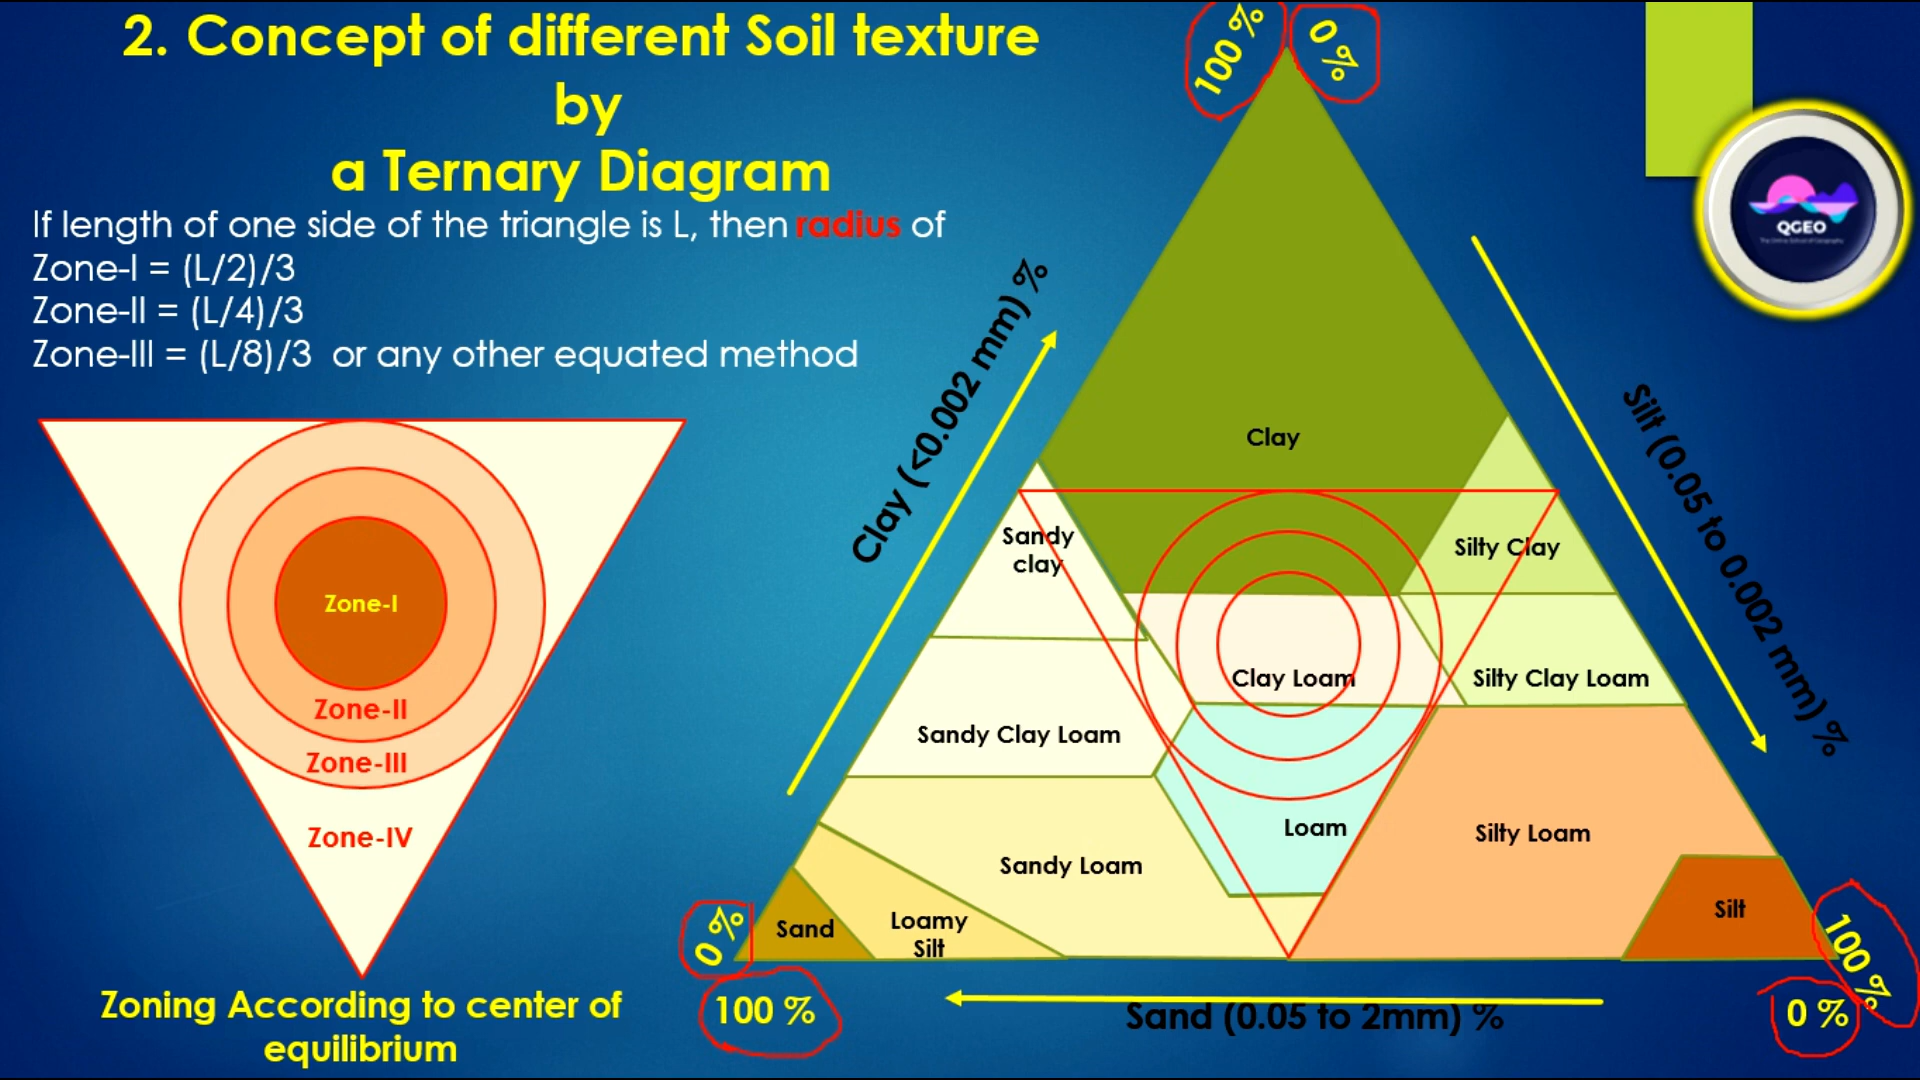 2. Concept of different Soil texture
by
a Ternary Diagram
If length of one side of the triangle is L, then radius of
Zone-I = (L/2)/3
Zone-II = (L/4)/3
Zone-III = (L/8)/3 or any other equated method
Zone-I
Zone-II
Zone-III
Zone-IV
Zoning According to center of
equilibrium
100 %
0 %
QGEO
Clay (<0.002 mm) %
Silt (0.05 to 0.002 mm) %
Clay
Sandy
clay
Silty Clay
Clay Loam
Silty Clay Loam
Sandy Clay Loam
Loam
Silty Loam
Sandy Loam
Sand
Loamy
Silt
Silt
0 %
100 %
100 %
0 %
Sand (0.05 to 2mm) %